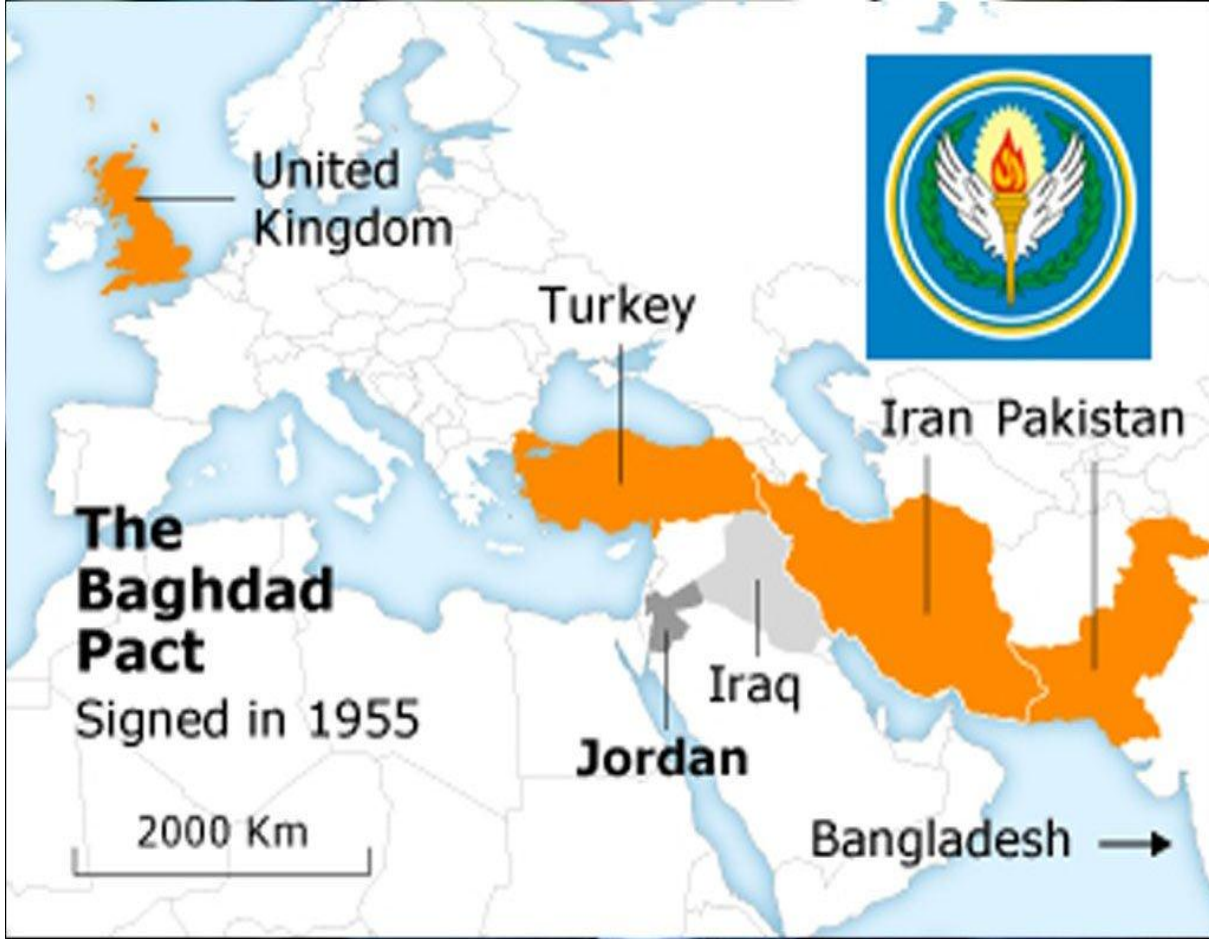 United
Kingdom
Turkey
Iran Pakistan
The
Baghdad
Pact
Signed in 1955
Iraq
Jordan
2000 Km
Bangladesh